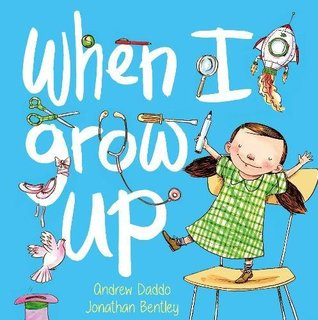 When I
grow
up
Andrew Daddo
Jonathan Bentley